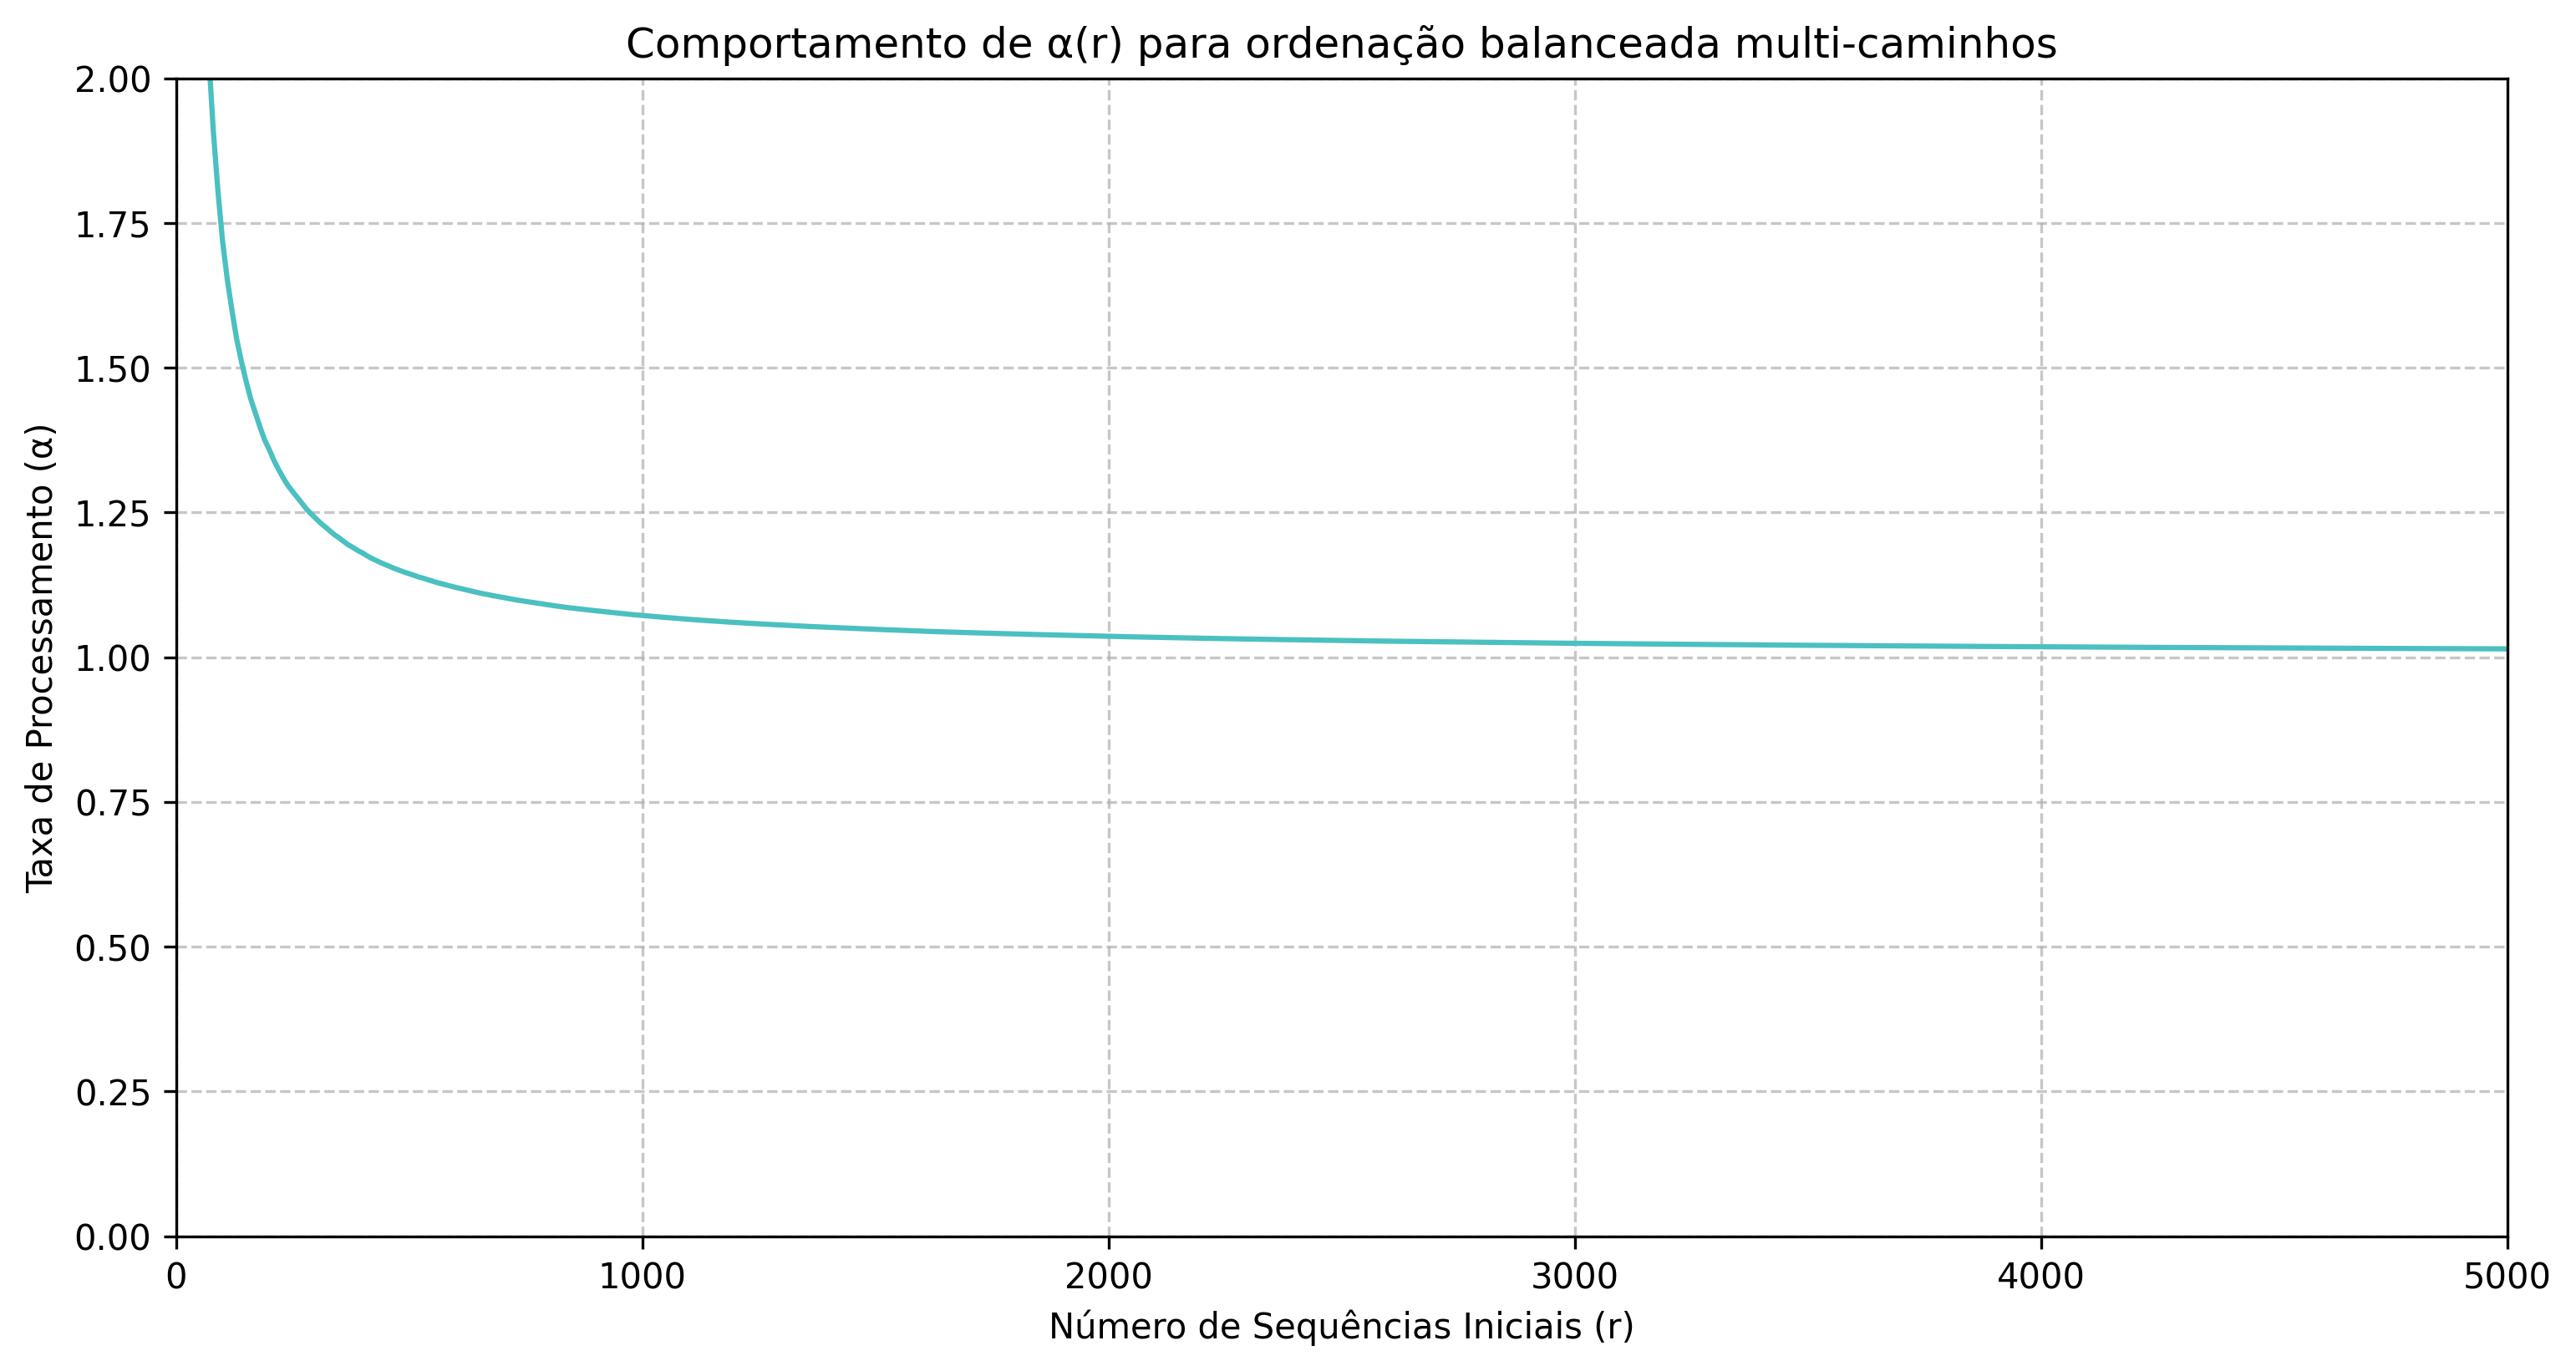 Comportamento de α(r) para ordenação balanceada multi-caminhos
Taxa de Processamento (α)
2.00
1.75
1.50
1.25
1.00
0.75
0.50
0.25
0.00
0 1000 2000 3000 4000 5000
Número de Sequências Iniciais (r)